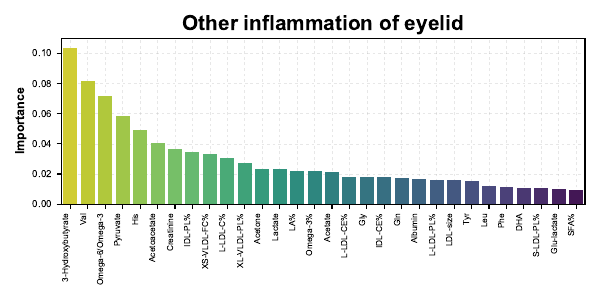 Other inflammation of eyelid
Importance
0.10
0.08
0.06
0.04
0.02
0.00
3-Hydroxybutyrate
Val
Omega-6/Omega-3
Pyruvate
His
Acetoacetate
Creatinine
IDL-PL%
XS-VLDL-FC%
L-LDL-C%
XL-VLDL-PL%
Acetone
Lactate
LA%
Omega-3%
Acetate
L-LDL-CE%
Gly
IDL-CE%
Gln
Albumin
L-LDL-PL%
LDL-size
Tyr
Leu
Phe
DHA
S-LDL-PL%
Glu-lactate
SFA%